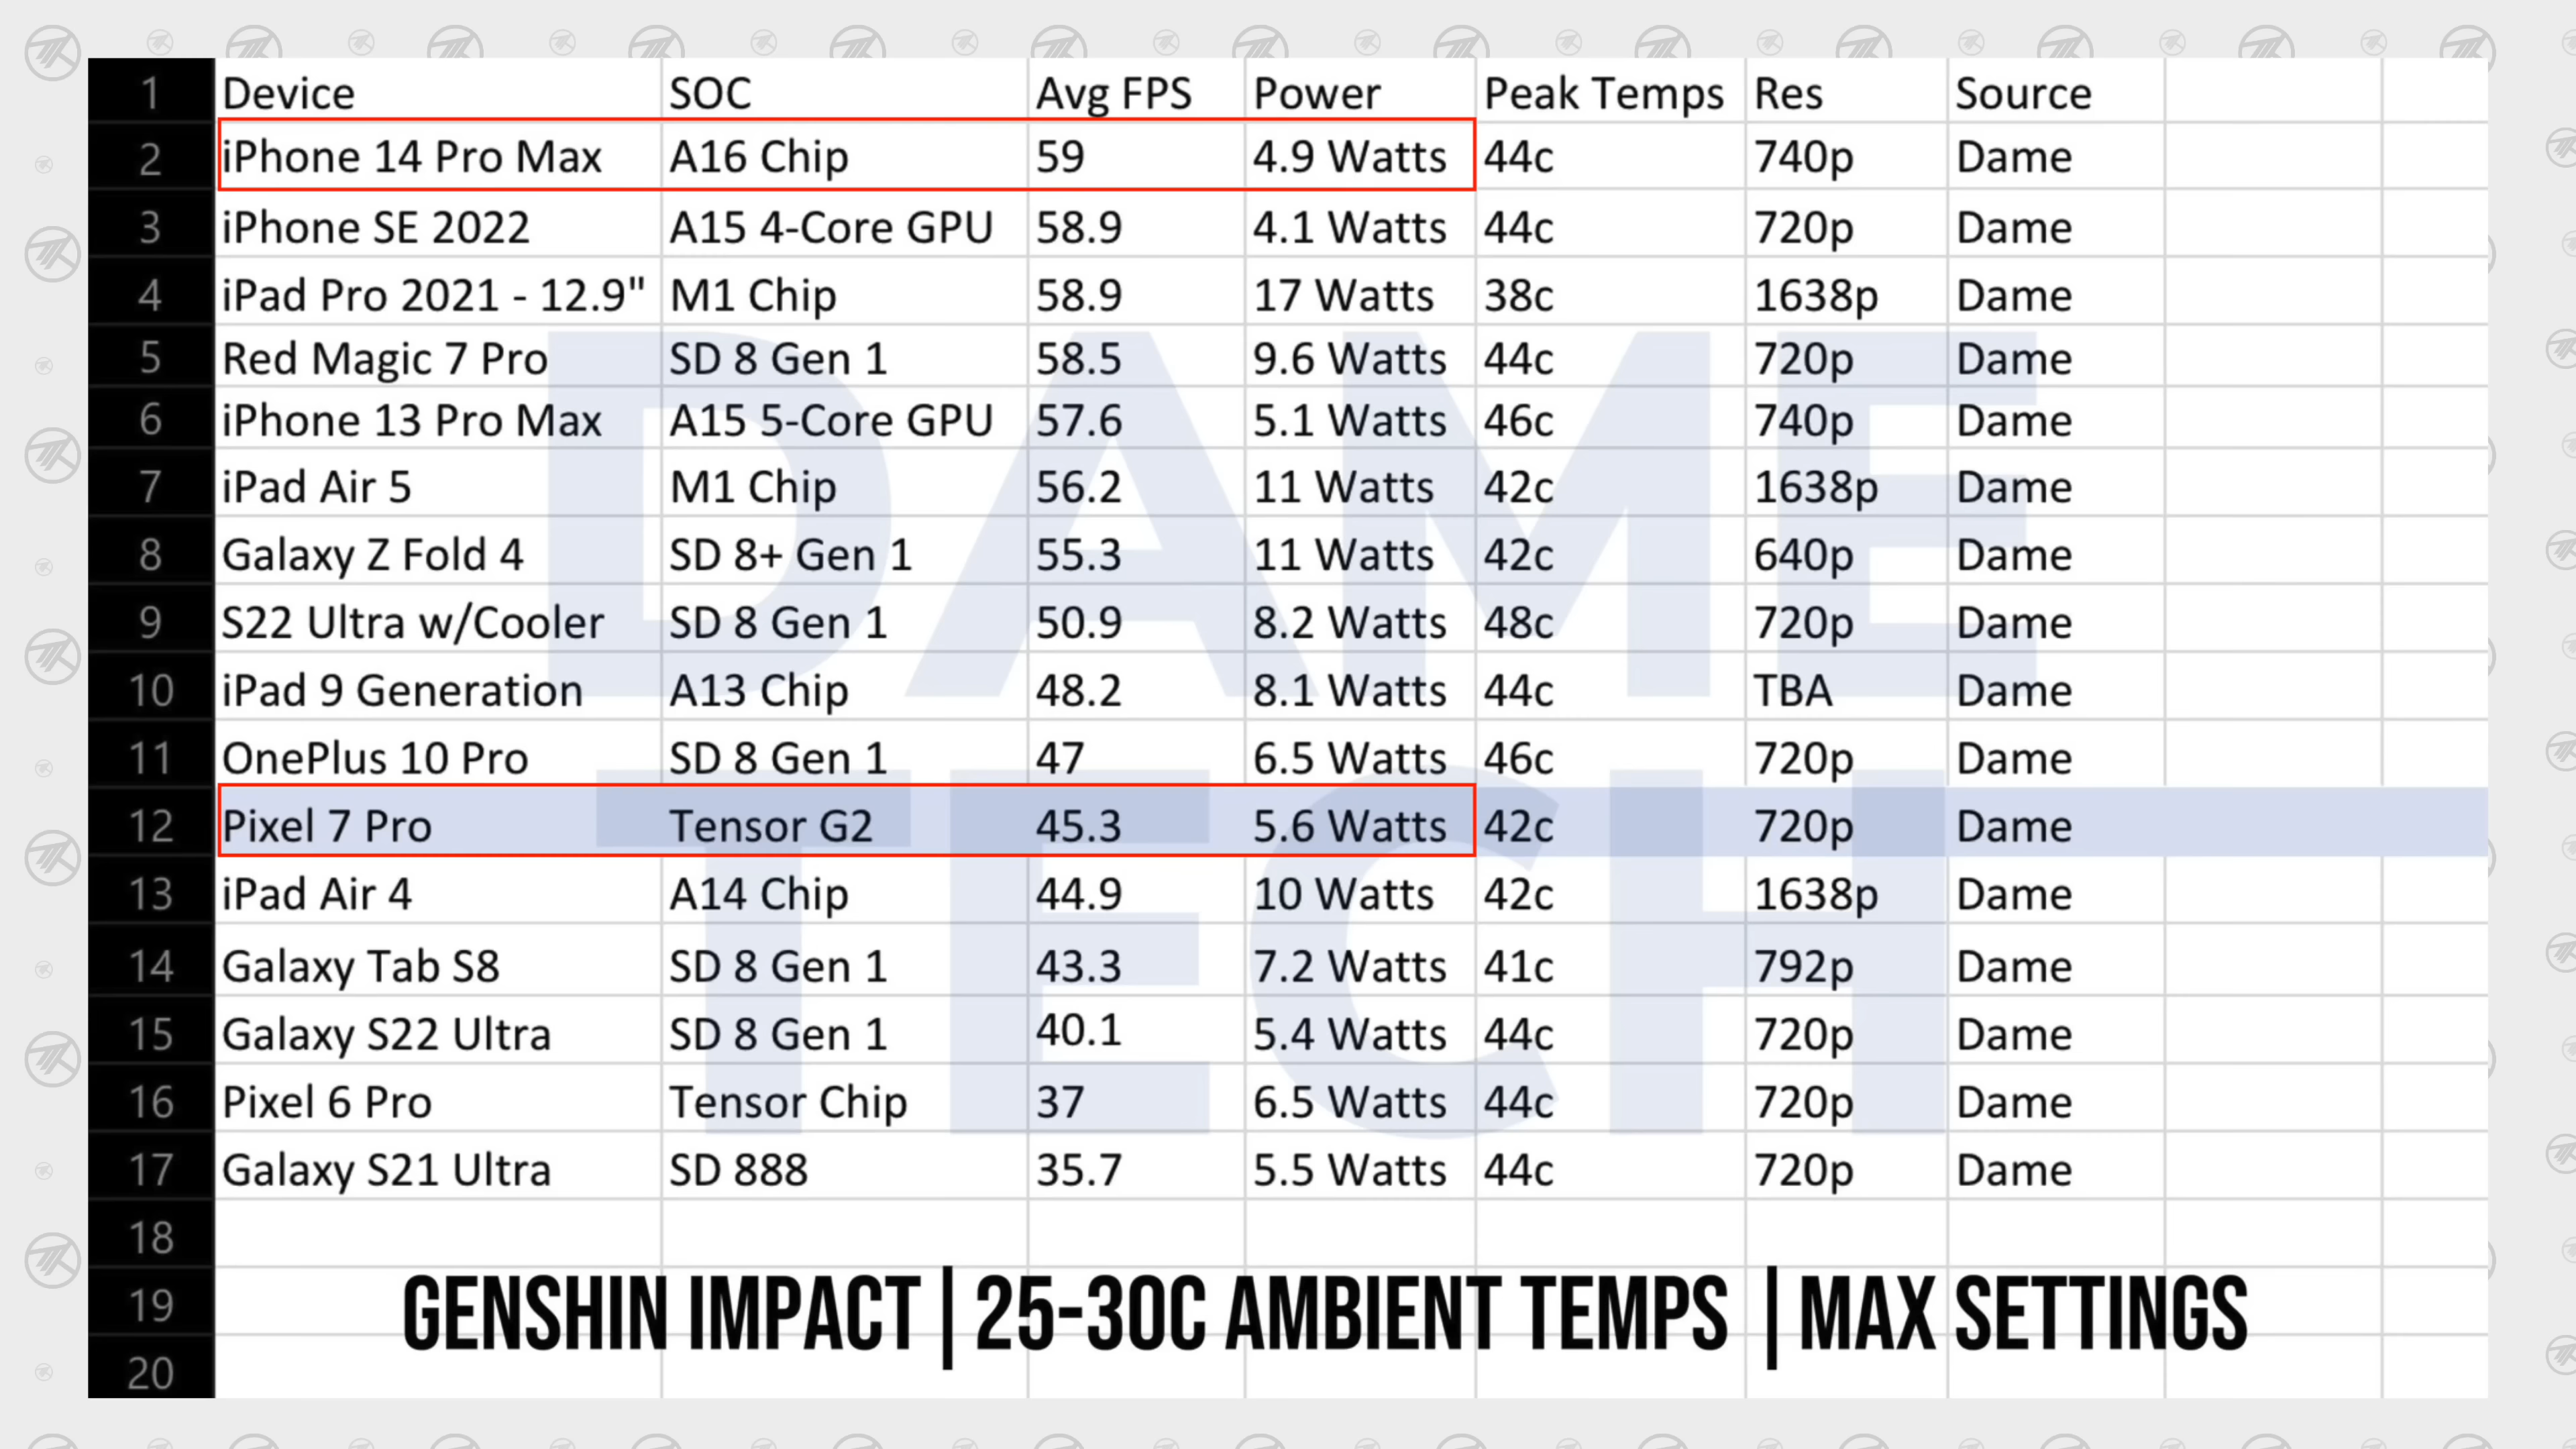 1 Device SOC Avg FPS Power Peak Temps Res Source
2 iPhone 14 Pro Max A16 Chip 59 4.9 Watts 44c 740p Dame
3 iPhone SE 2022 A15 4-Core GPU 58.9 4.1 Watts 44c 720p Dame
4 iPad Pro 2021 - 12.9" M1 Chip 58.9 17 Watts 38c 1638p Dame
5 Red Magic 7 Pro SD 8 Gen 1 58.5 9.6 Watts 44c 720p Dame
6 iPhone 13 Pro Max A15 5-Core GPU 57.6 5.1 Watts 46c 740p Dame
7 iPad Air 5 M1 Chip 56.2 11 Watts 42c 1638p Dame
8 Galaxy Z Fold 4 SD 8+ Gen 1 55.3 11 Watts 42c 640p Dame
9 S22 Ultra w/Cooler SD 8 Gen 1 50.9 8.2 Watts 48c 720p Dame
10 iPad 9 Generation A13 Chip 48.2 8.1 Watts 44c TBA Dame
11 OnePlus 10 Pro SD 8 Gen 1 47 6.5 Watts 46c 720p Dame
12 Pixel 7 Pro Tensor G2 45.3 5.6 Watts 42c 720p Dame
13 iPad Air 4 A14 Chip 44.9 10 Watts 42c 1638p Dame
14 Galaxy Tab S8 SD 8 Gen 1 43.3 7.2 Watts 41c 792p Dame
15 Galaxy S22 Ultra SD 8 Gen 1 40.1 5.4 Watts 44c 720p Dame
16 Pixel 6 Pro Tensor Chip 37 6.5 Watts 44c 720p Dame
17 Galaxy S21 Ultra SD 888 35.7 5.5 Watts 44c 720p Dame
18
19
20
GENSHIN IMPACT | 25-30C AMBIENT TEMPS | MAX SETTINGS
DAME
TECH